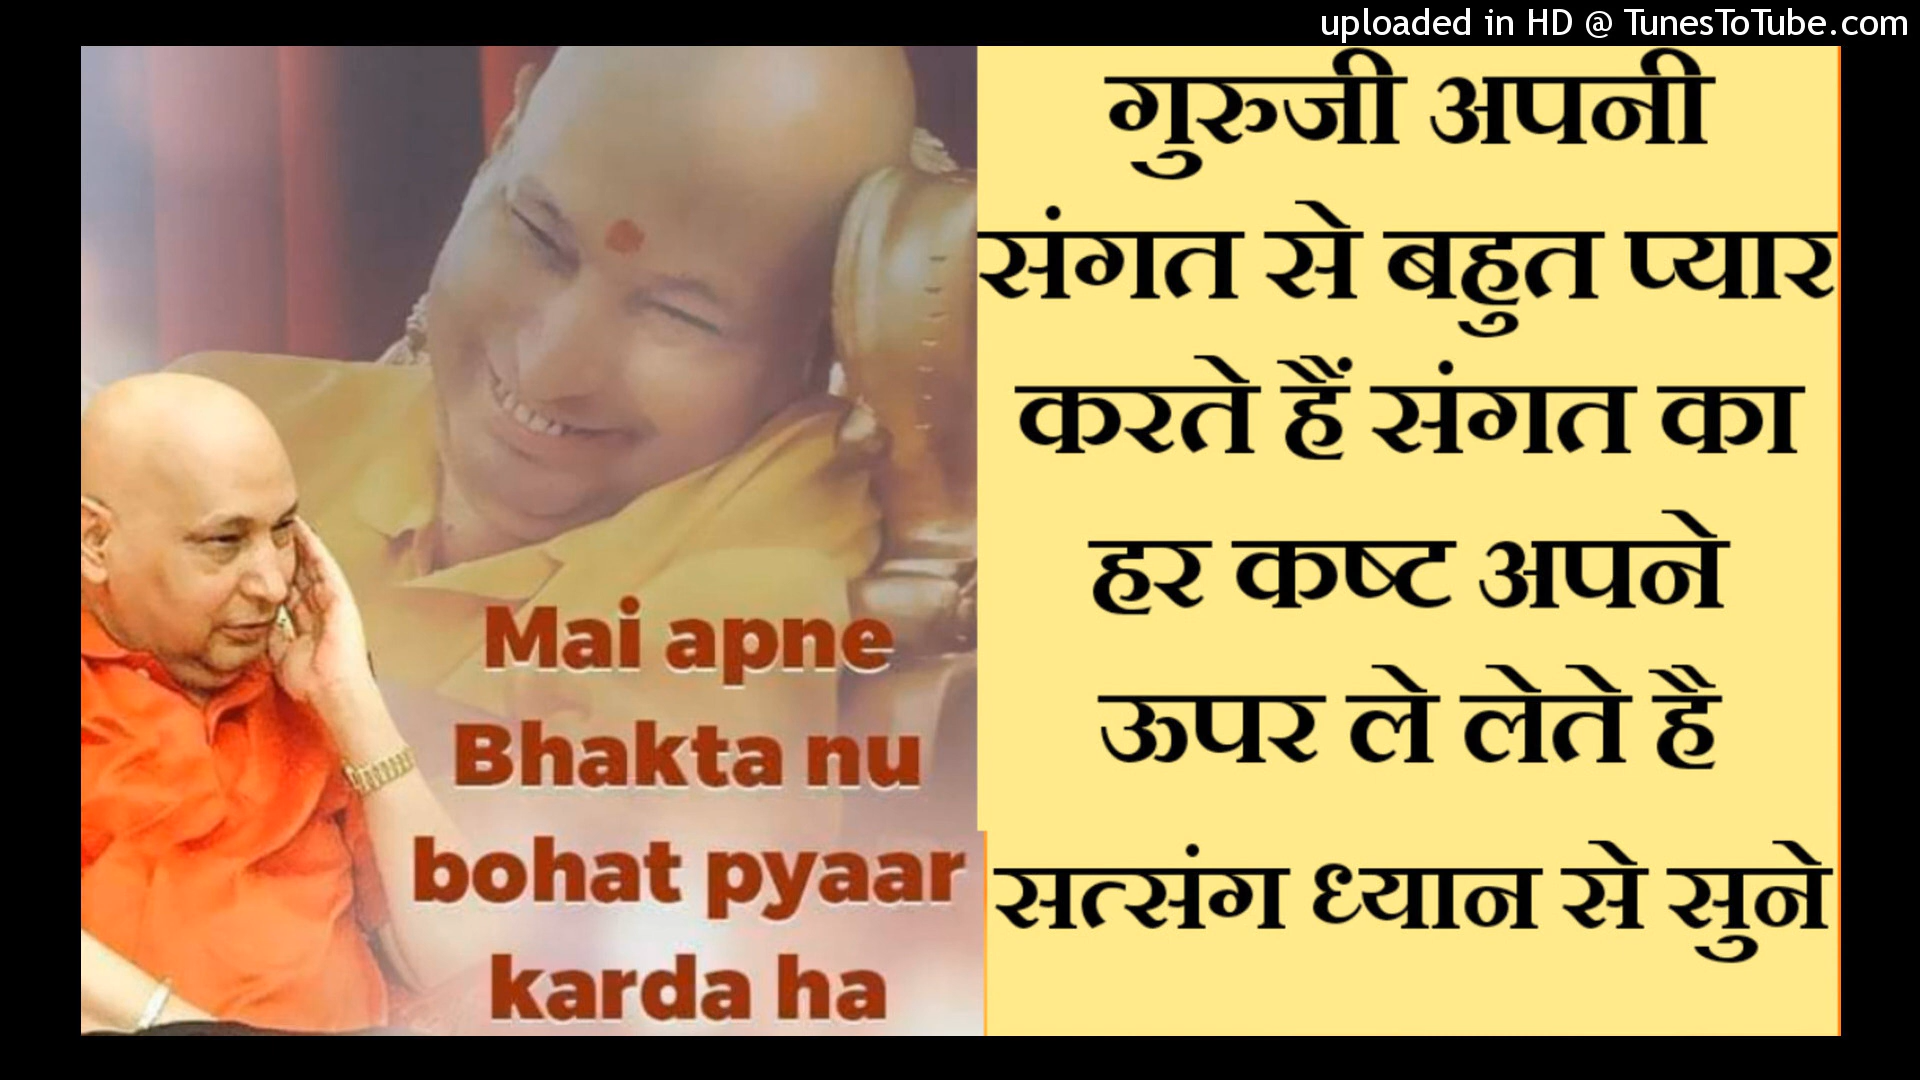 uploaded in HD @ TunesToTube.com
Mai apne
Bhakta nu
bohat pyaar
karda ha
गुरुजी अपनी
संगत से बहुत प्यार
करते हैं संगत का
हर कष्ट अपने
ऊपर ले लेते है
सत्संग ध्यान से सुने